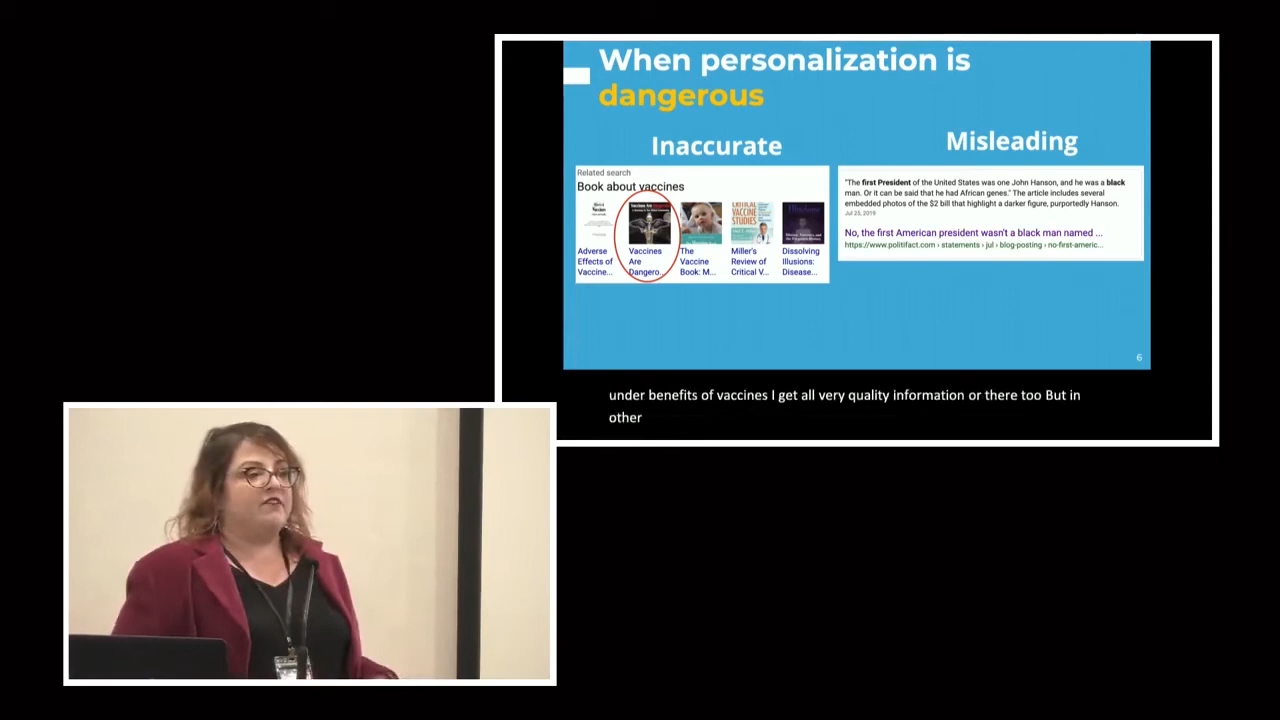 When personalization is
dangerous
Inaccurate
Misleading
Related search
Book about vaccines
Adverse
Effects of
Vaccine...
Vaccines
Are
Dangero...
The
Vaccine
Book: M...
Miller's
Review of
Critical V...
Dissolving
Illusions:
Disease...
"The first President of the United States was one John Hanson, and he was a black
man. Or it can be said that he had African genes." The article includes several
embedded photos of the $2 bill that highlight a darker figure, purportedly Hanson.
Jul 25, 2019
No, the first American president wasn't a black man named ...
https://www.politifact.com › statements › jul › blog-posting › no-first-americ...
6
under benefits of vaccines I get all very quality information or there too But in
other